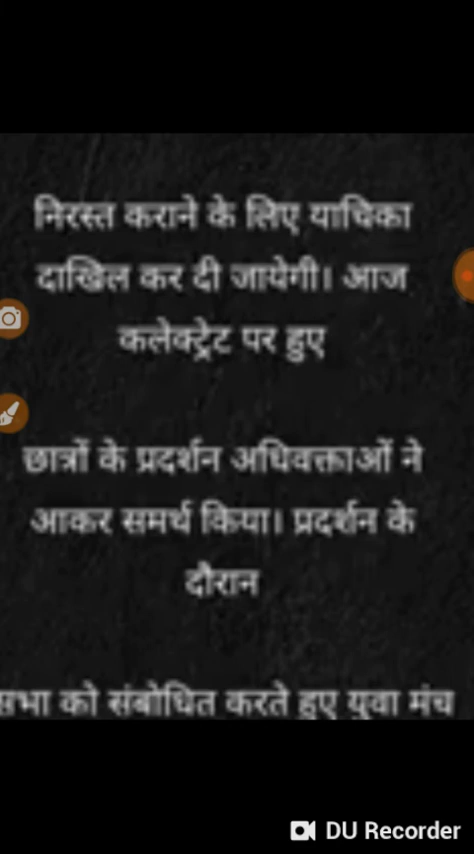 निरस्त कराने के लिए याचिका
दाखिल कर दी जायेगी। आज
कलेक्ट्रेट पर हुए
छात्रों के प्रदर्शन अधिवक्ताओं ने
आकर समर्थ किया। प्रदर्शन के
दौरान
सभा को संबोधित करते हुए युवा मंच
DU Recorder